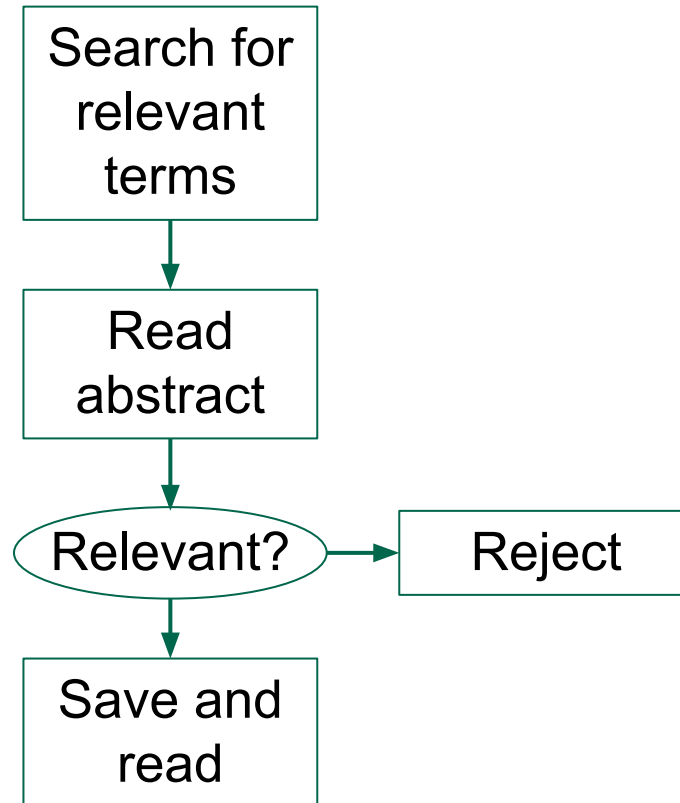 Search for
relevant
terms
Read
abstract
Relevant?
Reject
Save and
read